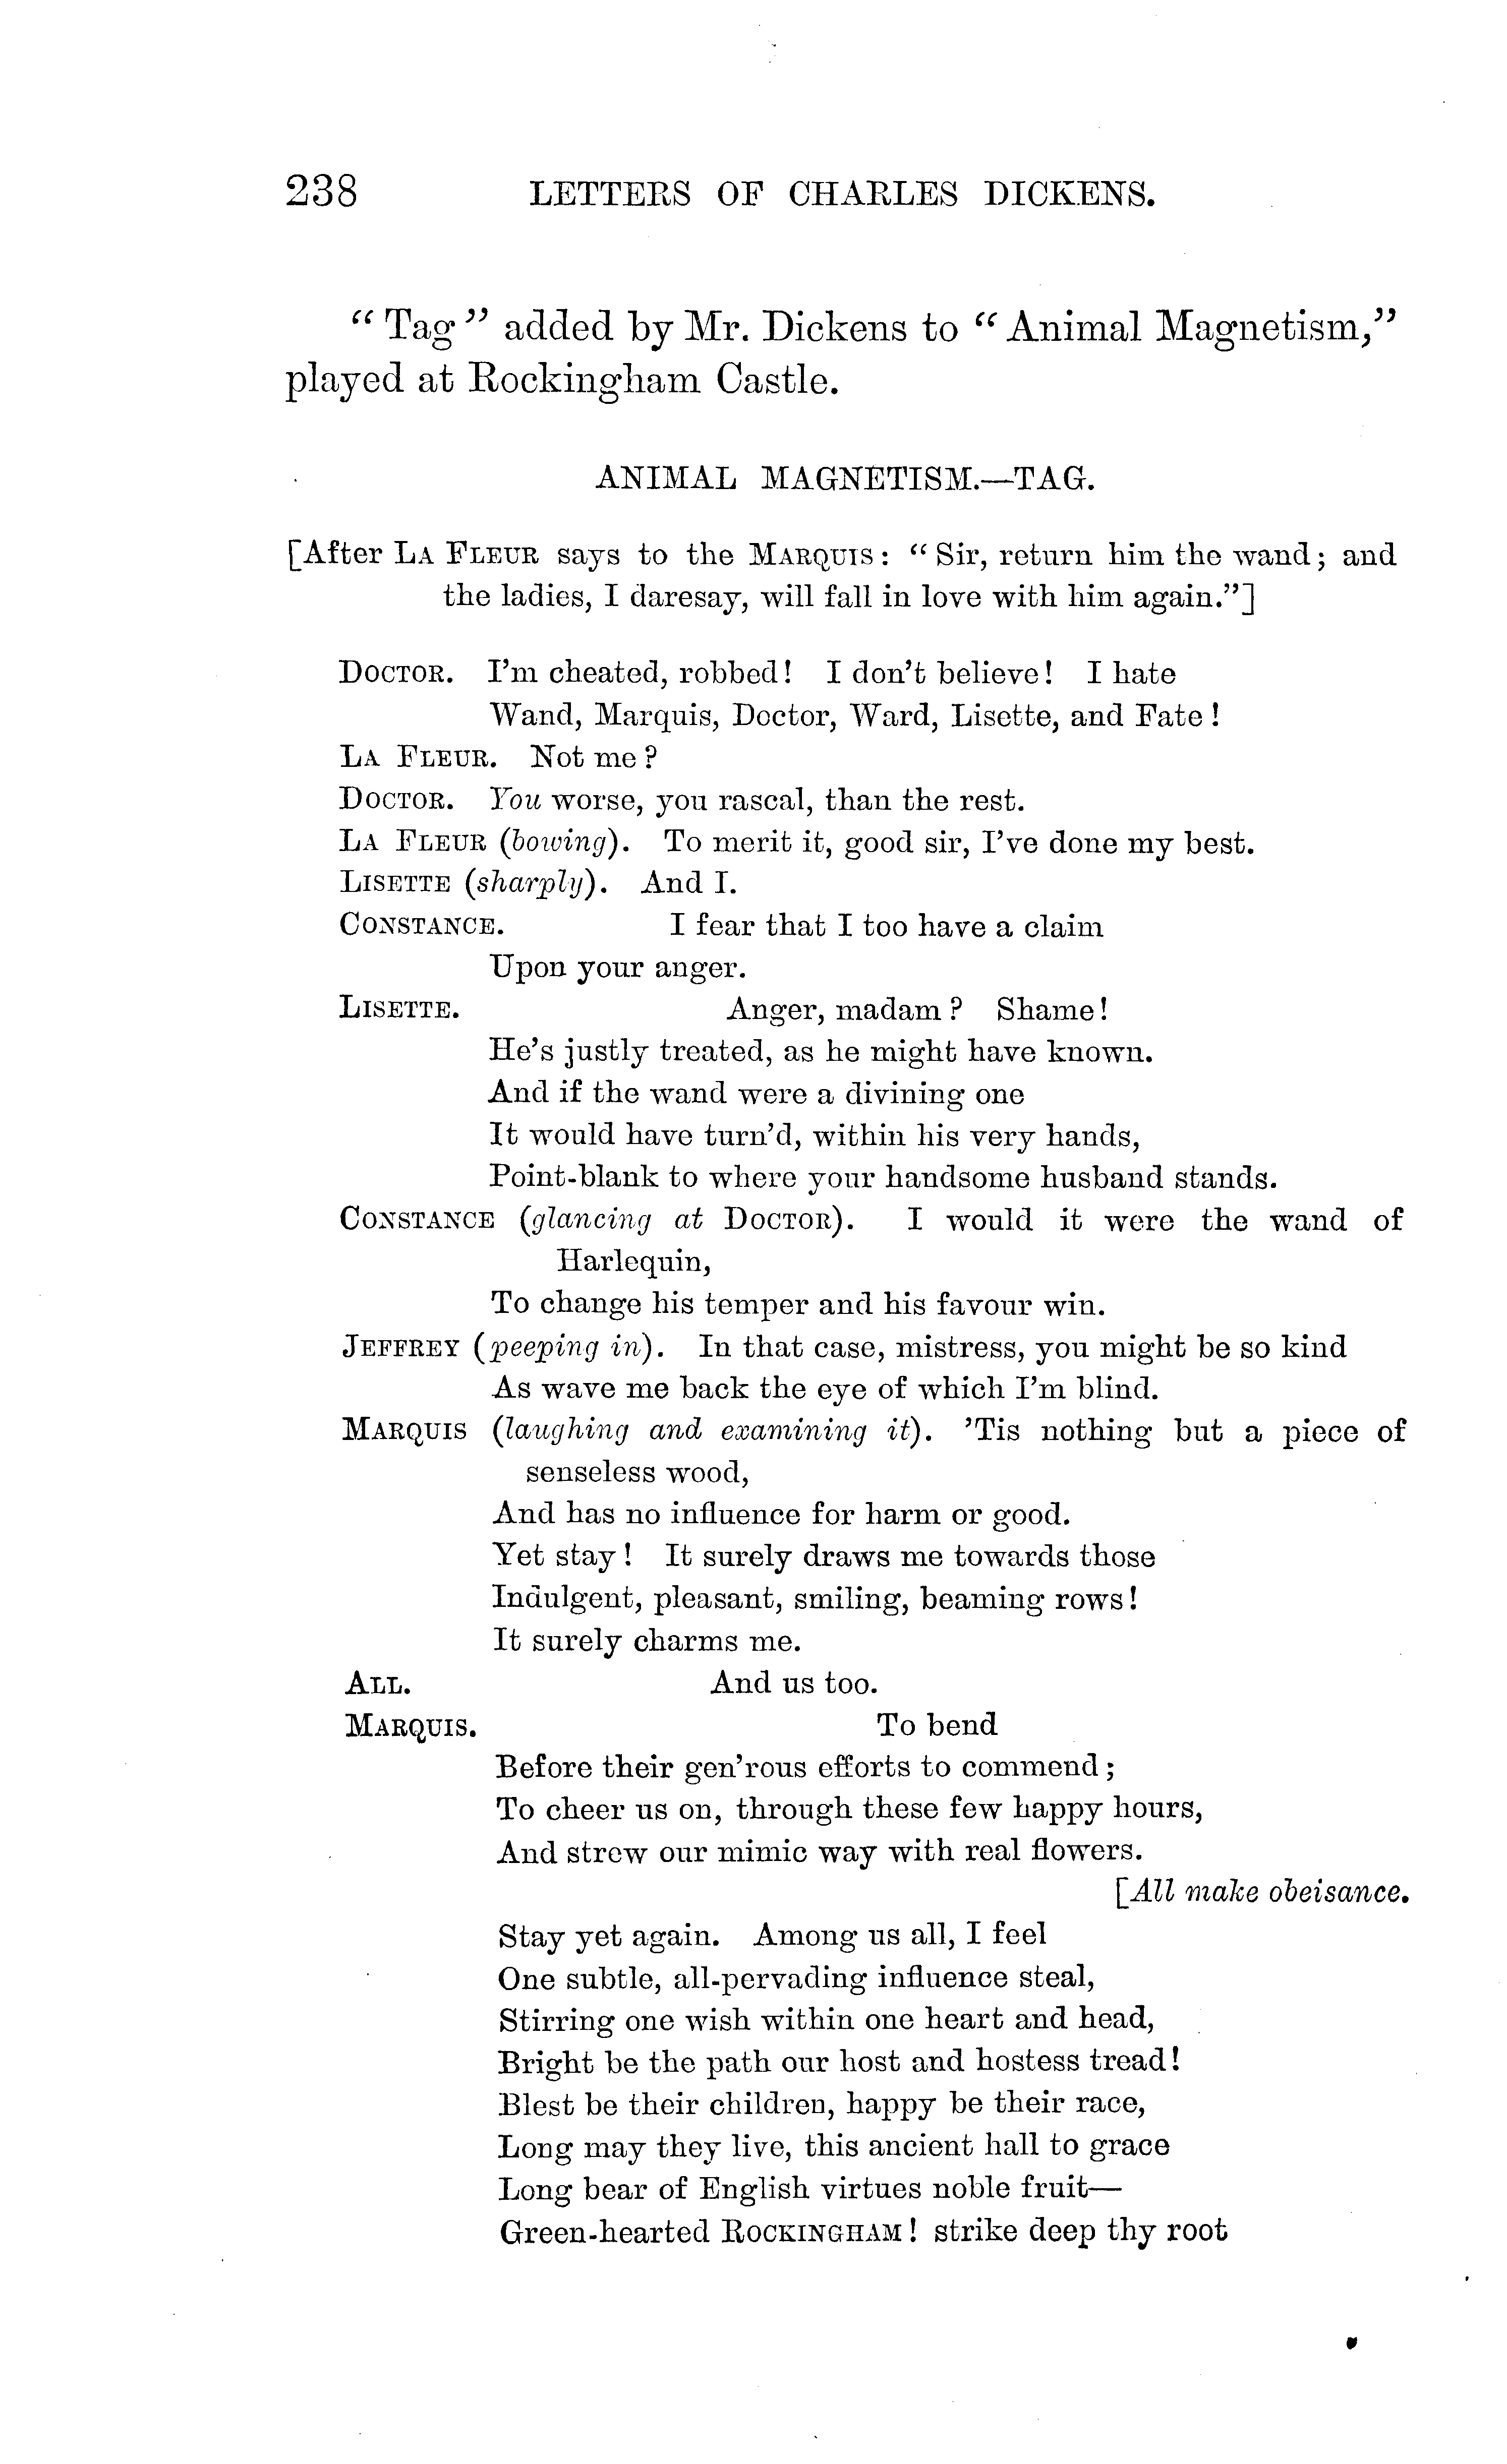 238 LETTERS OF CHARLES DICKENS.
“Tag” added by Mr. Dickens to “Animal Magnetism,”
played at Rockingham Castle.
ANIMAL MAGNETISM.—TAG.
[After LA FLEUR says to the MARQUIS: “Sir, return him the wand; and
the ladies, I daresay, will fall in love with him again.”]
DOCTOR. I’m cheated, robbed! I don’t believe! I hate
Wand, Marquis, Doctor, Ward, Lisette, and Fate!
LA FLEUR. Not me?
DOCTOR. You worse, you rascal, than the rest.
LA FLEUR (bowing). To merit it, good sir, I’ve done my best.
LISETTE (sharply). And I.
CONSTANCE. I fear that I too have a claim
Upon your anger.
LISETTE. Anger, madam? Shame!
He’s justly treated, as he might have known.
And if the wand were a divining one
It would have turn’d, within his very hands,
Point-blank to where your handsome husband stands.
CONSTANCE (glancing at DOCTOR). I would it were the wand of
Harlequin,
To change his temper and his favour win.
JEFFREY (peeping in). In that case, mistress, you might be so kind
As wave me back the eye of which I’m blind.
MARQUIS (laughing and examining it). ’Tis nothing but a piece of
senseless wood,
And has no influence for harm or good.
Yet stay! It surely draws me towards those
Indulgent, pleasant, smiling, beaming rows!
It surely charms me.
ALL. And us too.
MARQUIS. To bend
Before their gen’rous efforts to commend;
To cheer us on, through these few happy hours,
And strew our mimic way with real flowers.
[All make obeisance.
Stay yet again. Among us all, I feel
One subtle, all-pervading influence steal,
Stirring one wish within one heart and head,
Bright be the path our host and hostess tread!
Blest be their children, happy be their race,
Long may they live, this ancient hall to grace
Long bear of English virtues noble fruit—
Green-hearted ROCKINGHAM! strike deep thy root